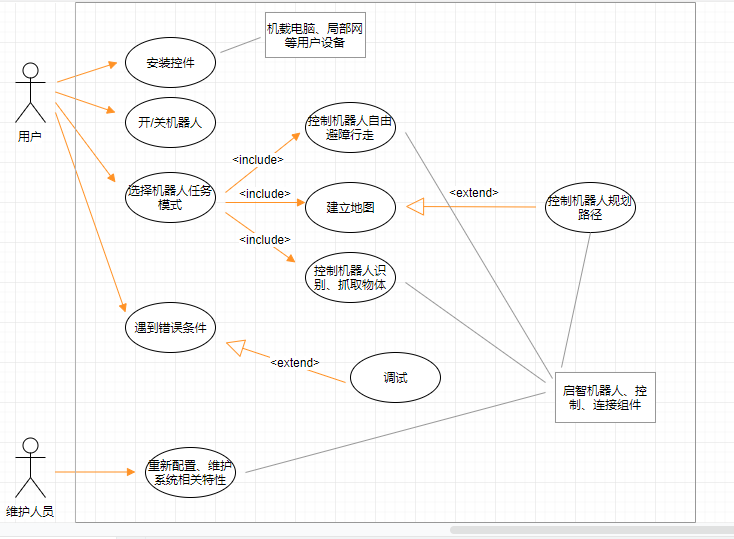 机载电脑、局部网
等用户设备
安装控件
用户
开/关机器人
控制机器人自由
避障行走
<include>
选择机器人任务
模式
<include>
建立地图
<extend>
控制机器人规划
路径
<include>
控制机器人识
别、抓取物体
遇到错误条件
<extend>
调试
启智机器人、控
制、连接组件
维护人员
重新配置、维护
系统相关特性